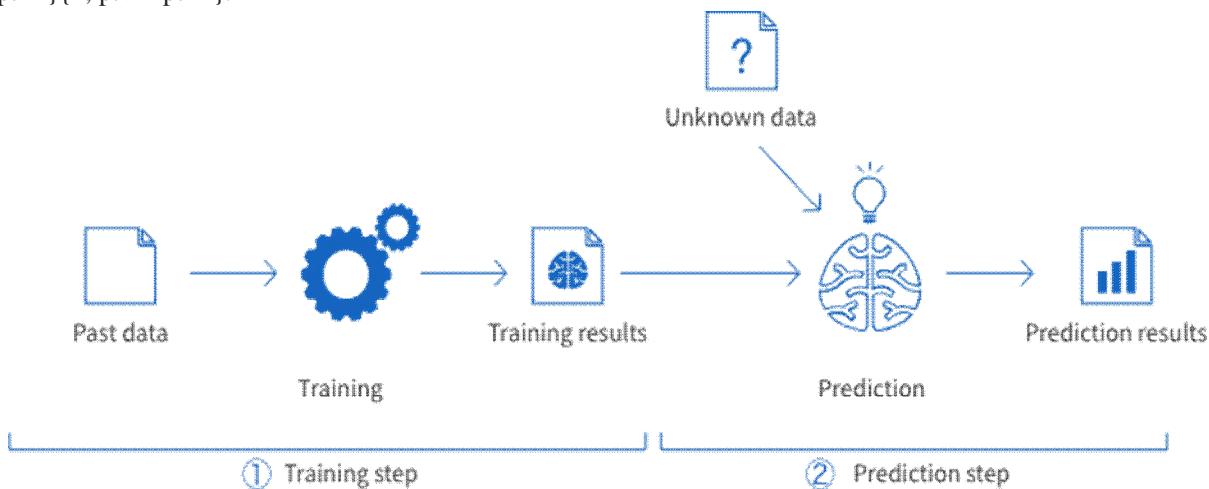 ?
Unknown data
Past data
Training results
Prediction results
Training
Prediction
① Training step
② Prediction step